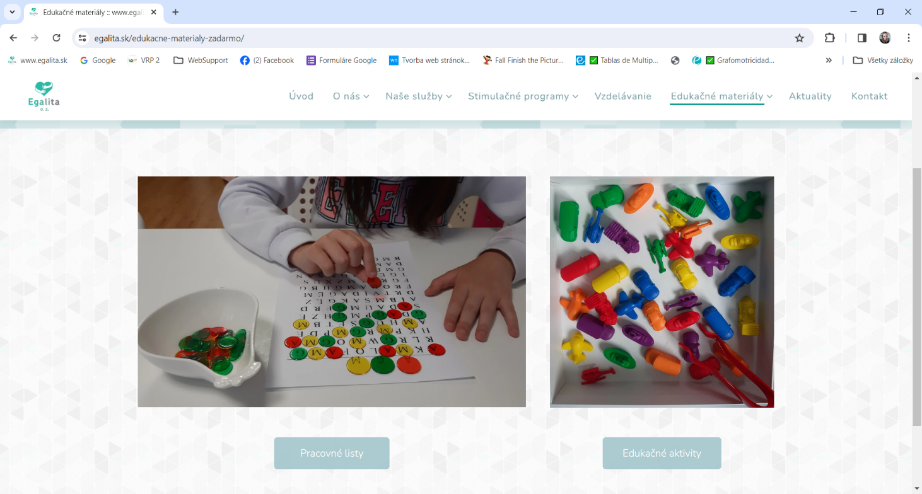 Edukačné materiály :: www.egali
egalita.sk/edukacne-materialy-zadarmo/
www.egalita.sk
Google
VRP 2
WebSupport
(2) Facebook
Formuláre Google
Tvorba web stránok...
Fall Finish the Pictur...
Tablas de Multip...
Grafomotricidad...
»
Všetky záložky
Egalita
Úvod
O nás
Naše služby
Stimulačné programy
Vzdelávanie
Edukačné materiály
Aktuality
Kontakt
Pracovné listy
Edukačné aktivity